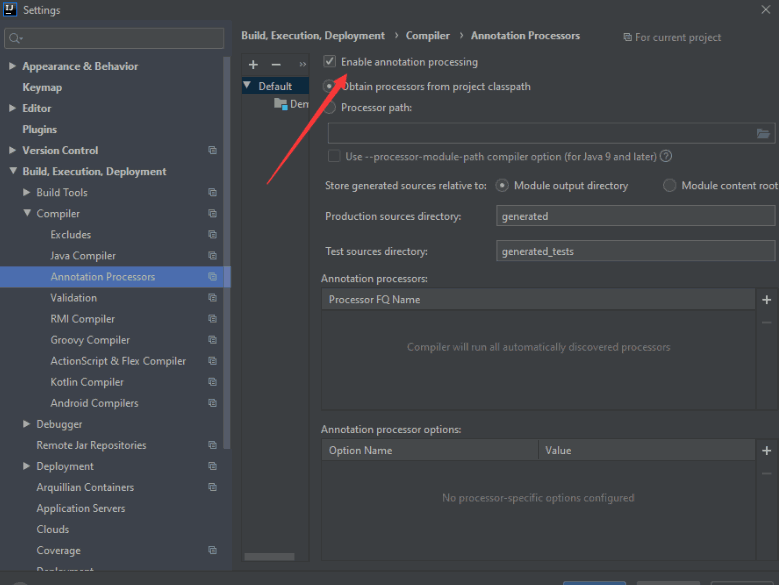 Settings
Appearance & Behavior
Keymap
Editor
Plugins
Version Control
Build, Execution, Deployment
Build Tools
Compiler
Excludes
Java Compiler
Annotation Processors
Validation
RMI Compiler
Groovy Compiler
ActionScript & Flex Compiler
Kotlin Compiler
Android Compilers
Debugger
Remote Jar Repositories
Deployment
Arquillian Containers
Application Servers
Clouds
Coverage
Deployment
Build, Execution, Deployment › Compiler › Annotation Processors
For current project
Default
Den
Enable annotation processing
Obtain processors from project classpath
Processor path:
Use --processor-module-path compiler option (for Java 9 and later)
Store generated sources relative to: Module output directory Module content root
Production sources directory: generated
Test sources directory: generated_tests
Annotation processors:
Processor FQ Name
Compiler will run all automatically discovered processors
Annotation processor options:
Option Name Value
No processor-specific options configured